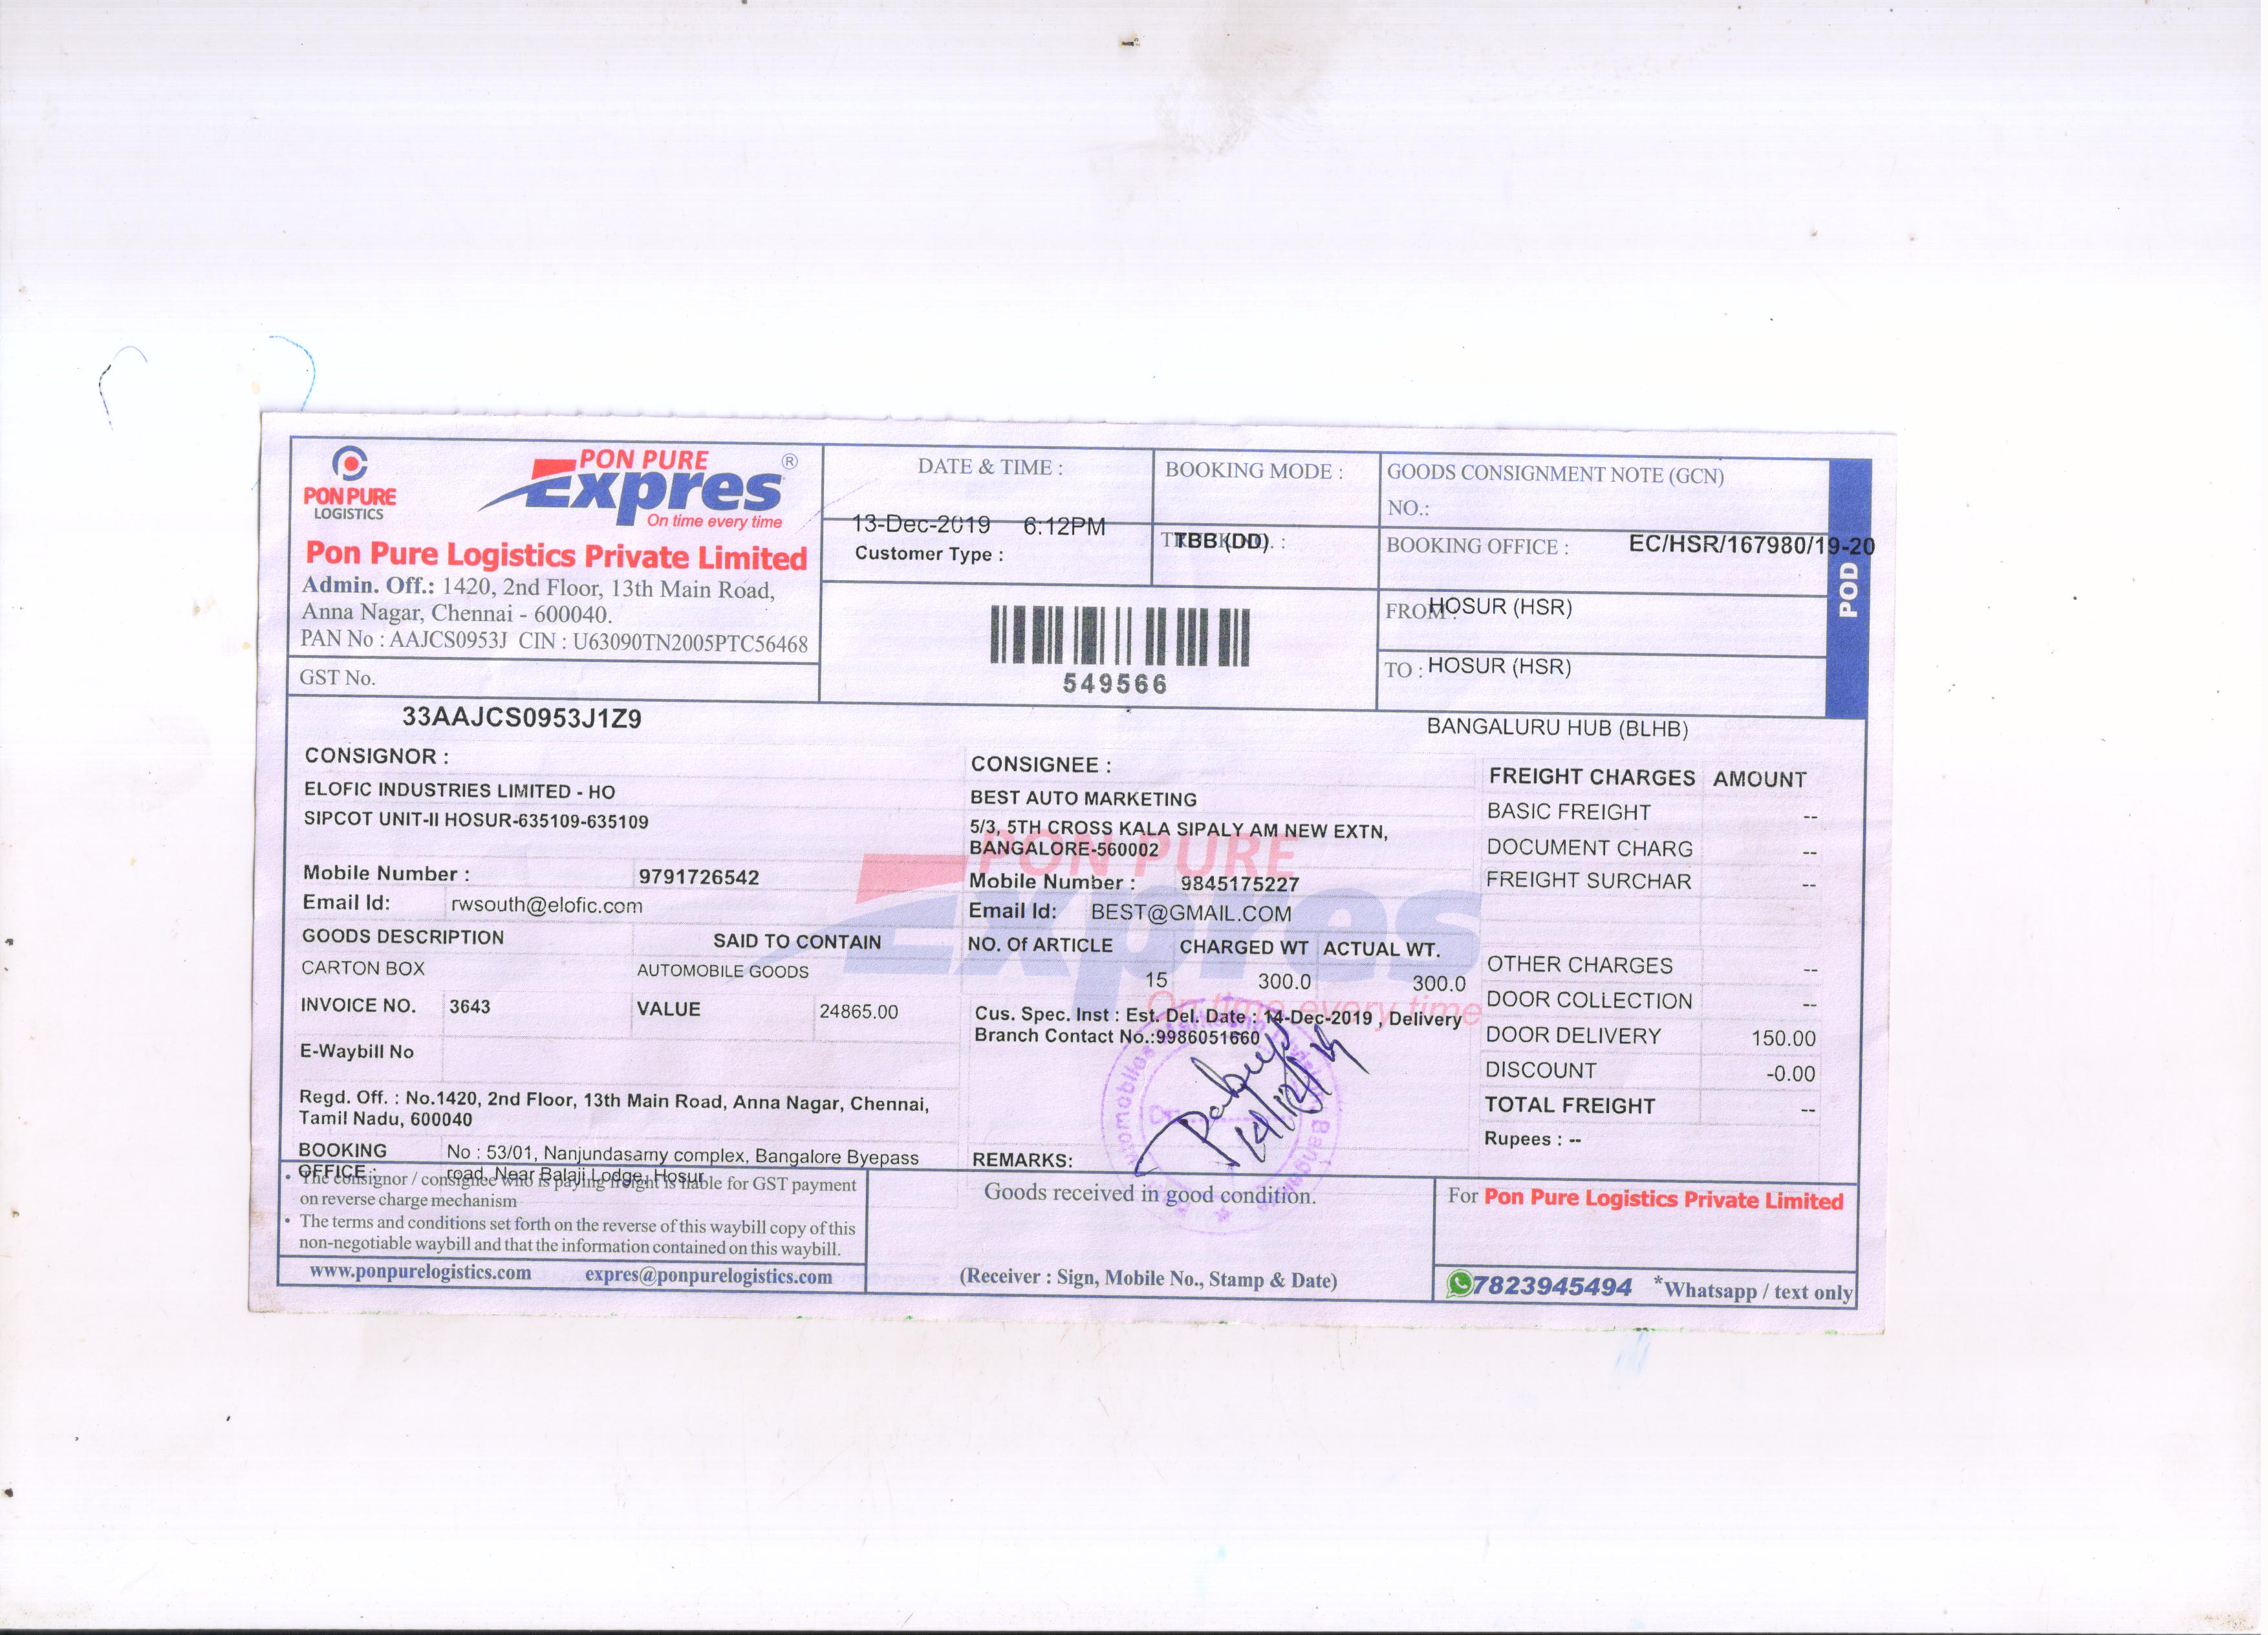 PON PURE
LOGISTICS
PON PURE
Expres ®
On time every time
Pon Pure Logistics Private Limited
Admin. Off.: 1420, 2nd Floor, 13th Main Road,
Anna Nagar, Chennai - 600040.
PAN No : AAJCS0953J CIN : U63090TN2005PTC56468
GST No.
33AAJCS0953J1Z9
DATE & TIME :
13-Dec-2019 6:12PM
Customer Type :
BOOKING MODE :
TBB (DD)
549566
GOODS CONSIGNMENT NOTE (GCN)
NO.:
BOOKING OFFICE : EC/HSR/167980/19-20
FROM : HOSUR (HSR)
TO : HOSUR (HSR)
BANGALURU HUB (BLHB)
POD
CONSIGNOR :
ELOFIC INDUSTRIES LIMITED - HO
SIPCOT UNIT-II HOSUR-635109-635109
Mobile Number : 9791726542
Email Id: rwsouth@elofic.com
CONSIGNEE :
BEST AUTO MARKETING
5/3, 5TH CROSS KALA SIPALY AM NEW EXTN,
BANGALORE-560002
Mobile Number : 9845175227
Email Id: BEST@GMAIL.COM
PON PURE
Expres
On time every time
GOODS DESCRIPTION SAID TO CONTAIN NO. Of ARTICLE CHARGED WT ACTUAL WT.
CARTON BOX AUTOMOBILE GOODS 15 300.0 300.0
INVOICE NO. 3643 VALUE 24865.00
E-Waybill No
Cus. Spec. Inst : Est. Del. Date : 14-Dec-2019 , Delivery
Branch Contact No.:9986051660
FREIGHT CHARGES AMOUNT
BASIC FREIGHT --
DOCUMENT CHARG --
FREIGHT SURCHAR --
OTHER CHARGES --
DOOR COLLECTION --
DOOR DELIVERY 150.00
DISCOUNT -0.00
TOTAL FREIGHT --
Rupees : --
Regd. Off. : No.1420, 2nd Floor, 13th Main Road, Anna Nagar, Chennai,
Tamil Nadu, 600040
BOOKING No : 53/01, Nanjundasamy complex, Bangalore Byepass
OFFICE : road, Near Balaji Lodge, Hosur
REMARKS:
14/12/19
• The consignor / consignee who is paying freight is liable for GST payment
on reverse charge mechanism
• The terms and conditions set forth on the reverse of this waybill copy of this
non-negotiable waybill and that the information contained on this waybill.
www.ponpurelogistics.com expres@ponpurelogistics.com
Goods received in good condition.
(Receiver : Sign, Mobile No., Stamp & Date)
For Pon Pure Logistics Private Limited
7823945494 *Whatsapp / text only